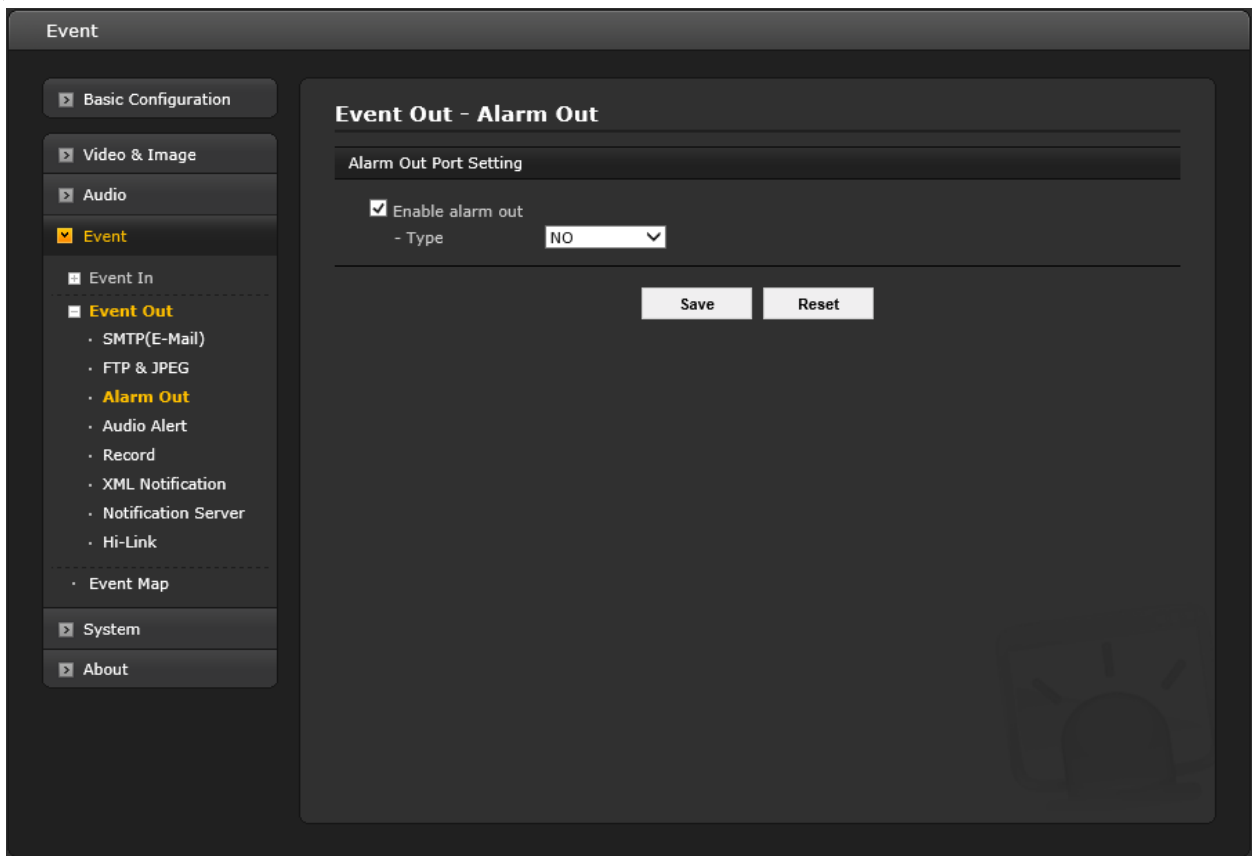 Event
Basic Configuration
Video & Image
Audio
Event
Event In
Event Out
· SMTP(E-Mail)
· FTP & JPEG
· Alarm Out
· Audio Alert
· Record
· XML Notification
· Notification Server
· Hi-Link
· Event Map
System
About
Event Out - Alarm Out
Alarm Out Port Setting
Enable alarm out
- Type NO
Save Reset